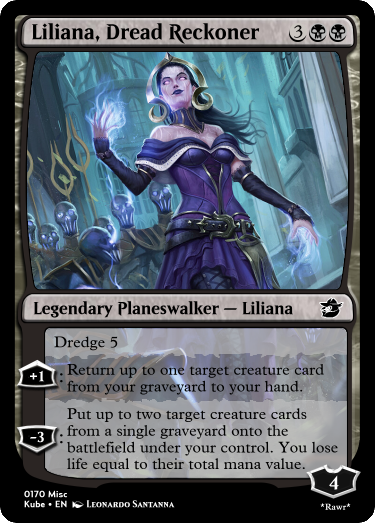 Liliana, Dread Reckoner 3
Legendary Planeswalker — Liliana
Dredge 5
+1: Return up to one target creature card
from your graveyard to your hand.
-3: Put up to two target creature cards
from a single graveyard onto the
battlefield under your control. You lose
life equal to their total mana value.
4
0170 Misc
Kube • EN Leonardo Santanna
*Rawr*